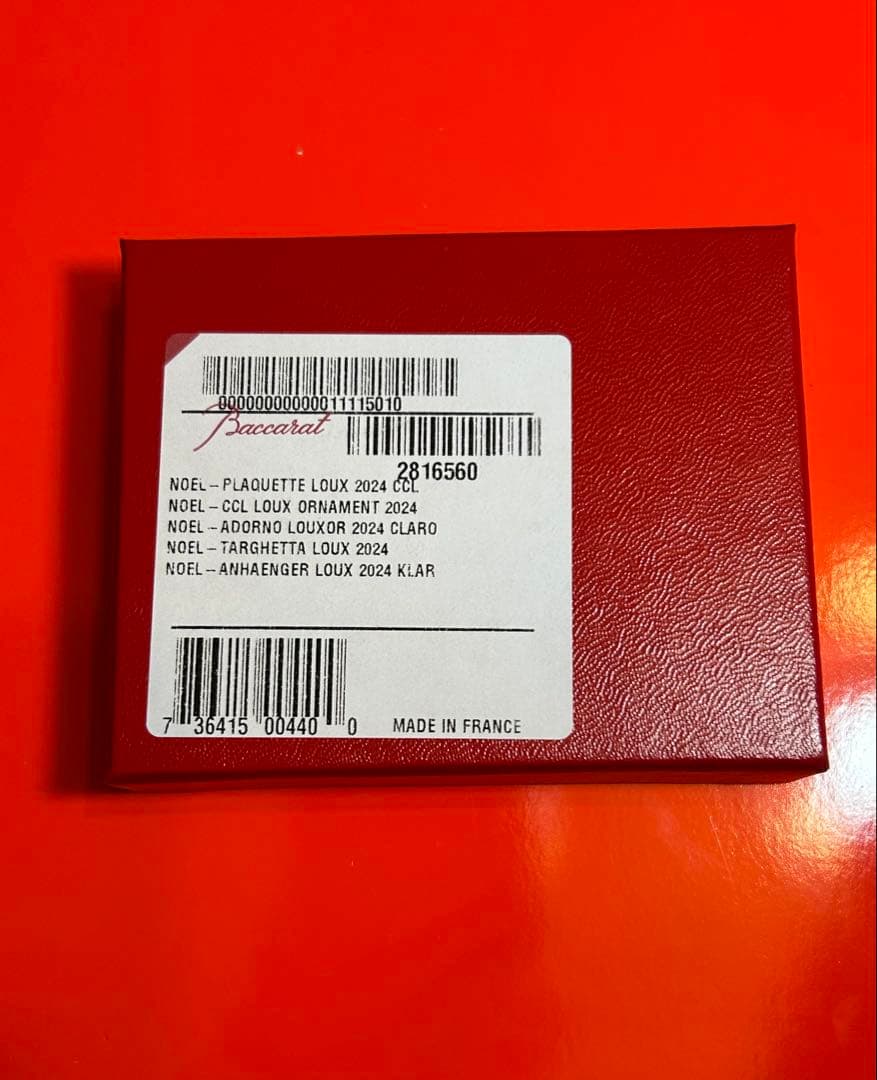 00000000000011115010
Baccarat
2816560
NOEL-PLAQUETTE LOUX 2024 CCL
NOEL-CCL LOUX ORNAMENT 2024
NOEL-ADORNO LOUXOR 2024 CLARO
NOEL-TARGHETTA LOUX 2024
NOEL-ANHAENGER LOUX 2024 KLAR
7 36415 00440 0
MADE IN FRANCE